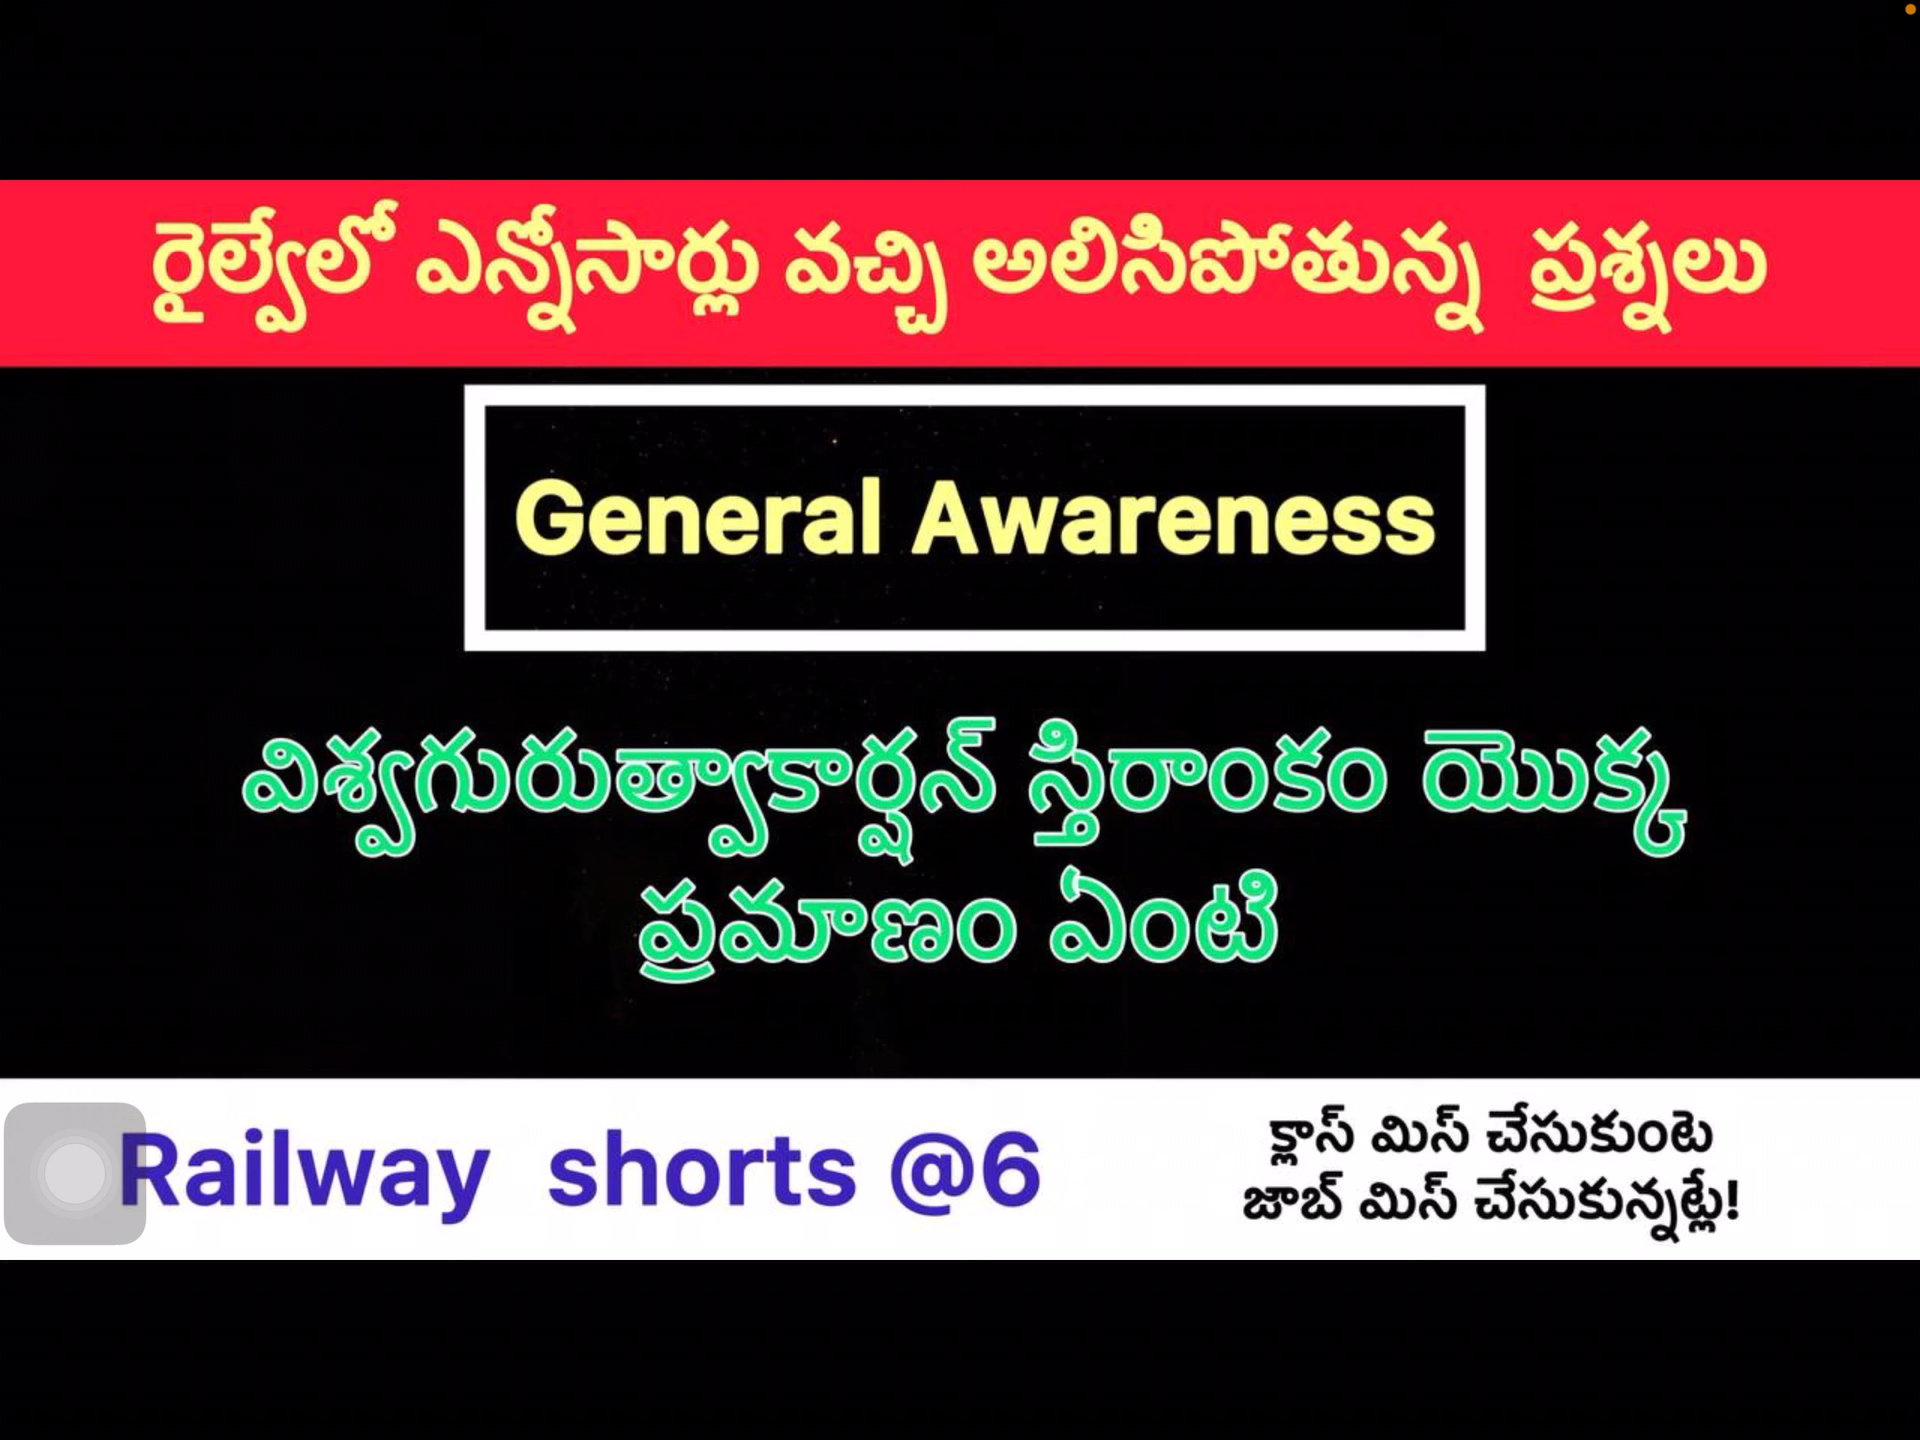 రైల్వేలో ఎన్నోసార్లు వచ్చి అలిసిపోతున్న ప్రశ్నలు
General Awareness
విశ్వగురుత్వాకార్షన్ స్తిరాంకం యొక్క
ప్రమాణం ఏంటి
Railway shorts @6
క్లాస్ మిస్ చేసుకుంటె
జాబ్ మిస్ చేసుకున్నట్లే!